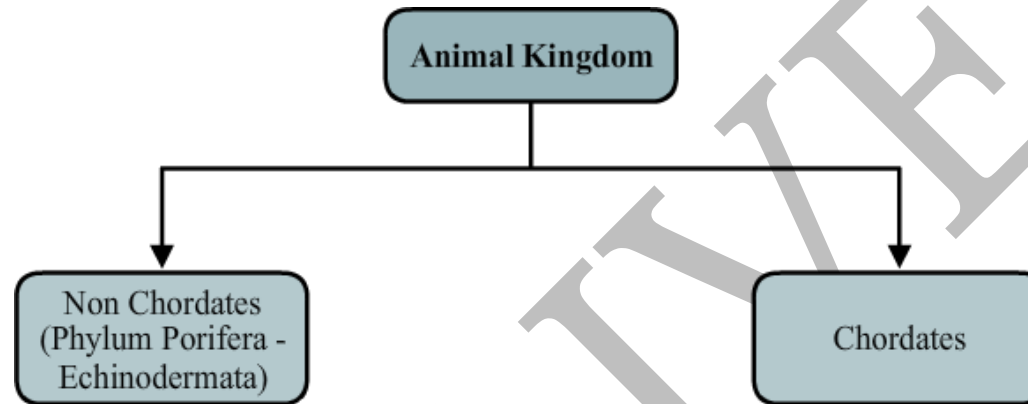 Animal Kingdom
Non Chordates
(Phylum Porifera -
Echinodermata)
Chordates